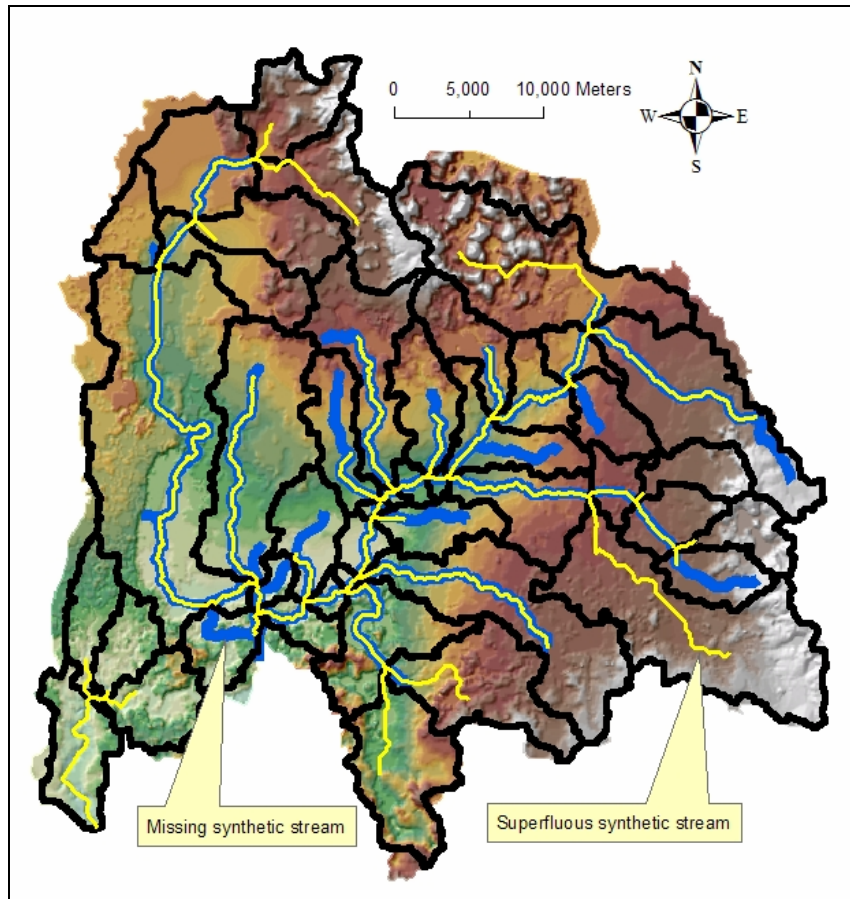 0 5,000 10,000 Meters
N
W E
S
Missing synthetic stream
Superfluous synthetic stream